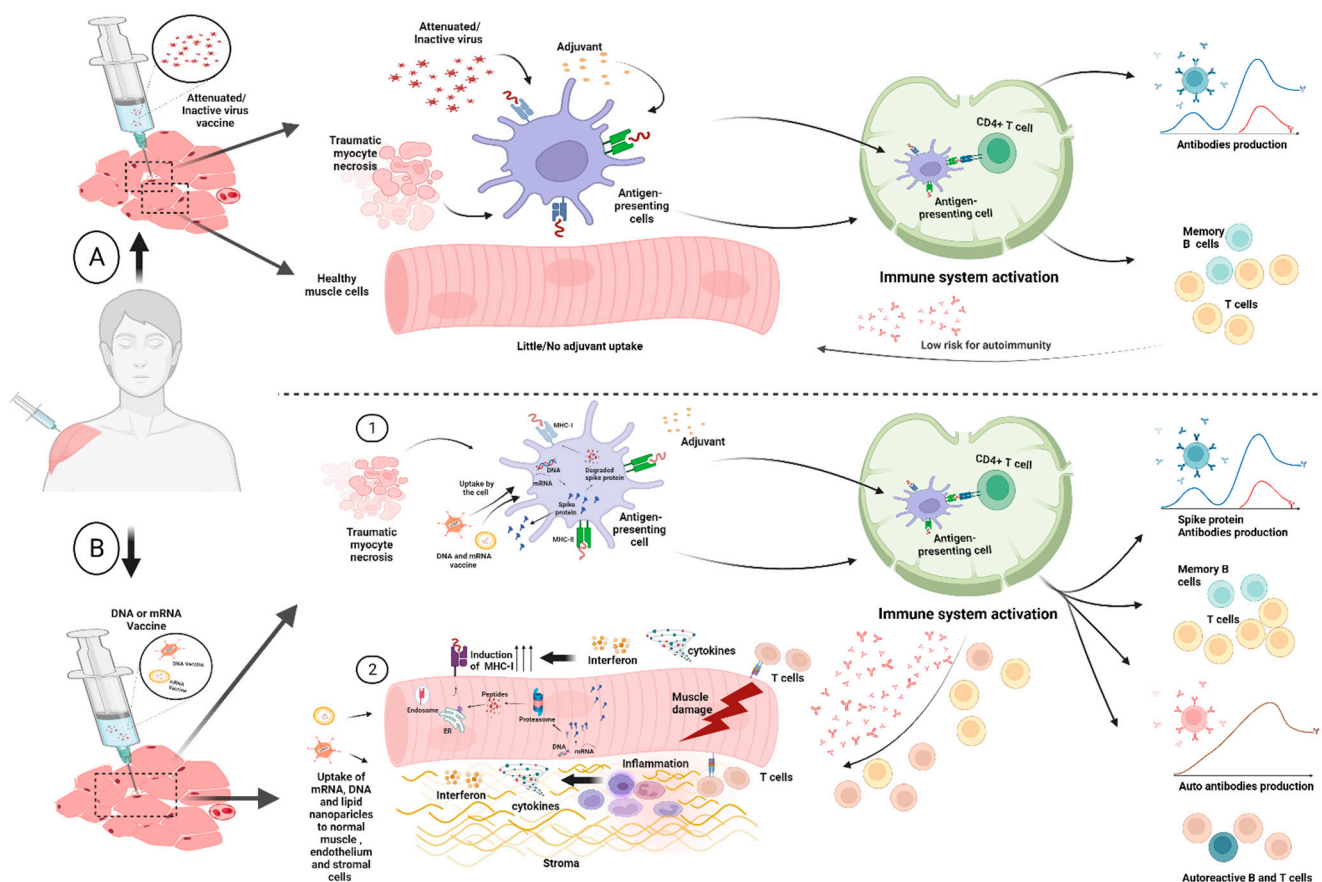 Attenuated/
Inactive virus
vaccine
Attenuated/
Inactive virus
Adjuvant
Traumatic
myocyte
necrosis
Antigen-
presenting
cells
CD4+ T cell
Antigen-
presenting cell
Antibodies production
A
Healthy
muscle cells
Little/No adjuvant uptake
Immune system activation
Memory
B cells
T cells
Low risk for autoimmunity
B
DNA or mRNA
Vaccine
DNA Vaccine
mRNA
Vaccine
1
Traumatic
myocyte
necrosis
Uptake by
the cell
DNA and mRNA
vaccine
MHC-I
DNA
mRNA
Degraded
spike protein
Spike
protein
MHC-II
Adjuvant
Antigen-
presenting
cell
CD4+ T cell
Antigen-
presenting cell
Immune system activation
Spike protein
Antibodies production
Memory B
cells
T cells
2
Induction
of MHC-I
Interferon
cytokines
T cells
Endosome
ER
Peptides
Proteasome
DNA
mRNA
Muscle
damage
Uptake of
mRNA, DNA
and lipid
nanoparicles
to normal
muscle ,
endothelium
and stromal
cells
Interferon
cytokines
Inflammation
T cells
Stroma
Auto antibodies production
Autoreactive B and T cells